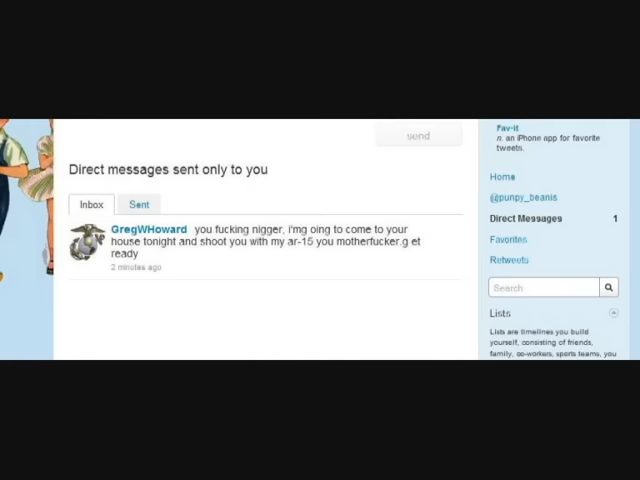 send
Direct messages sent only to you
Inbox
Sent
GregWHoward you fucking nigger, i'mg oing to come to your
house tonight and shoot you with my ar-15 you motherfucker.g et
ready
2 minutes ago
Fav-it
n. an iPhone app for favorite
tweets.
Home
@punpy_beanis
Direct Messages 1
Favorites
Retweets
Search
Lists
Lists are timelines you build
yourself, consisting of friends,
family, co-workers, sports teams, you